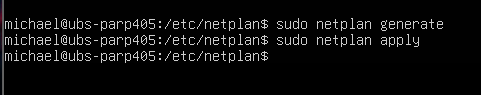 michael@ubs-parp405:/etc/netplan$ sudo netplan generate
michael@ubs-parp405:/etc/netplan$ sudo netplan apply
michael@ubs-parp405:/etc/netplan$